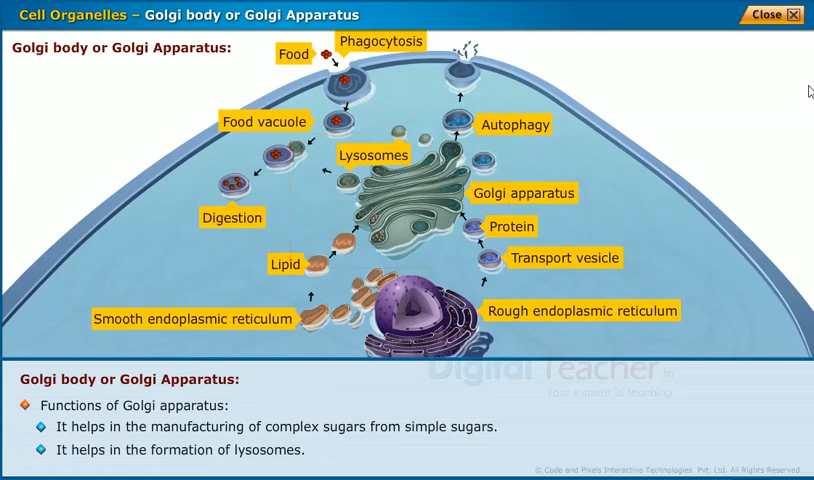 Cell Organelles – Golgi body or Golgi Apparatus
Close
Golgi body or Golgi Apparatus:
Phagocytosis
Food
Food vacuole
Autophagy
Lysosomes
Golgi apparatus
Digestion
Protein
Lipid
Transport vesicle
Smooth endoplasmic reticulum
Rough endoplasmic reticulum
Digital Teacher.in
Your e-mate in teaching
Golgi body or Golgi Apparatus:
Functions of Golgi apparatus:
It helps in the manufacturing of complex sugars from simple sugars.
It helps in the formation of lysosomes.
© Code and Pixels Interactive Technologies Pvt. Ltd. All Rights Reserved